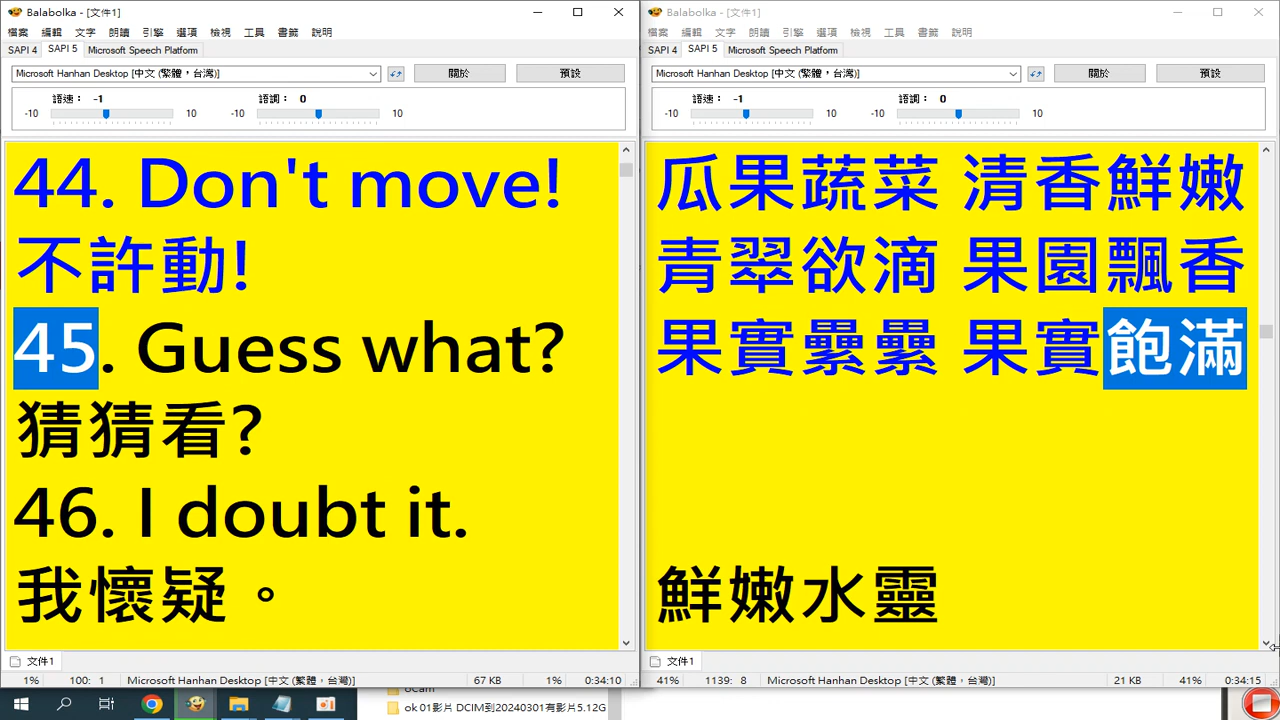 Balabolka - [文件1]
檔案 編輯 文字 朗讀 引擎 選項 檢視 工具 書籤 說明
SAPI 4 SAPI 5 Microsoft Speech Platform
Microsoft Hanhan Desktop [中文 (繁體，台灣)]
關於 預設
語速： -1 語調： 0
-10 10 -10 10
44. Don't move!
不許動!
45. Guess what?
猜猜看?
46. I doubt it.
我懷疑。
文件1
1% 100: 1 Microsoft Hanhan Desktop [中文 (繁體，台灣)] 67 KB 1% 0:34:10
Balabolka - [文件1]
檔案 編輯 文字 朗讀 引擎 選項 檢視 工具 書籤 說明
SAPI 4 SAPI 5 Microsoft Speech Platform
Microsoft Hanhan Desktop [中文 (繁體，台灣)]
關於 預設
語速： -1 語調： 0
-10 10 -10 10
瓜果蔬菜 清香鮮嫩
青翠欲滴 果園飄香
果實纍纍 果實飽滿
鮮嫩水靈
文件1
41% 1139: 8 Microsoft Hanhan Desktop [中文 (繁體，台灣)] 21 KB 41% 0:34:15
oCam
ok 01影片 DCIM到20240301有影片5.12G